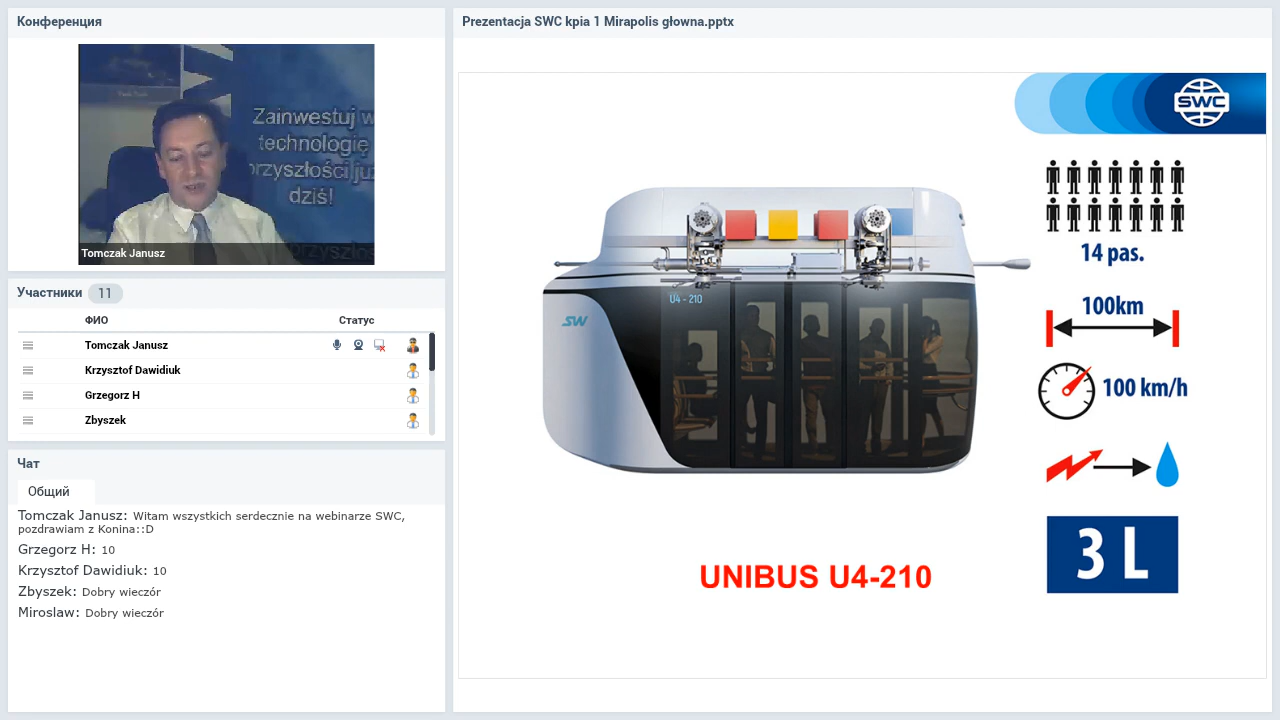 Конференция
Zainwestuj w
technologię
przyszłości już
dziś!
przyszłoś
Tomczak Janusz
Участники 11
ФИО Статус
Tomczak Janusz
Krzysztof Dawidiuk
Grzegorz H
Zbyszek
Чат
Общий
Tomczak Janusz: Witam wszystkich serdecznie na webinarze SWC,
pozdrawiam z Konina::D
Grzegorz H: 10
Krzysztof Dawidiuk: 10
Zbyszek: Dobry wieczór
Miroslaw: Dobry wieczór
Prezentacja SWC kpia 1 Mirapolis głowna.pptx
SWC
14 pas.
U4 - 210
SW
100km
100 km/h
3 L
UNIBUS U4-210